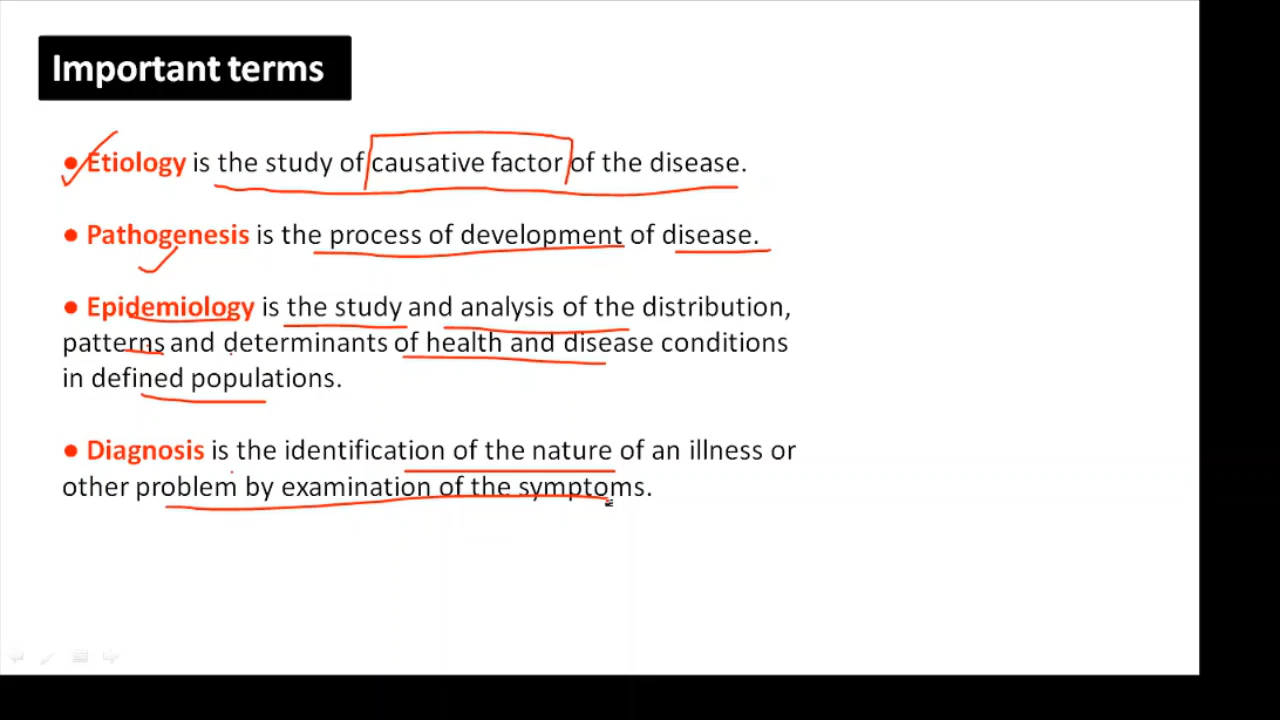 Important terms
● Etiology is the study of causative factor of the disease.
● Pathogenesis is the process of development of disease.
● Epidemiology is the study and analysis of the distribution,
patterns and determinants of health and disease conditions
in defined populations.
● Diagnosis is the identification of the nature of an illness or
other problem by examination of the symptoms.